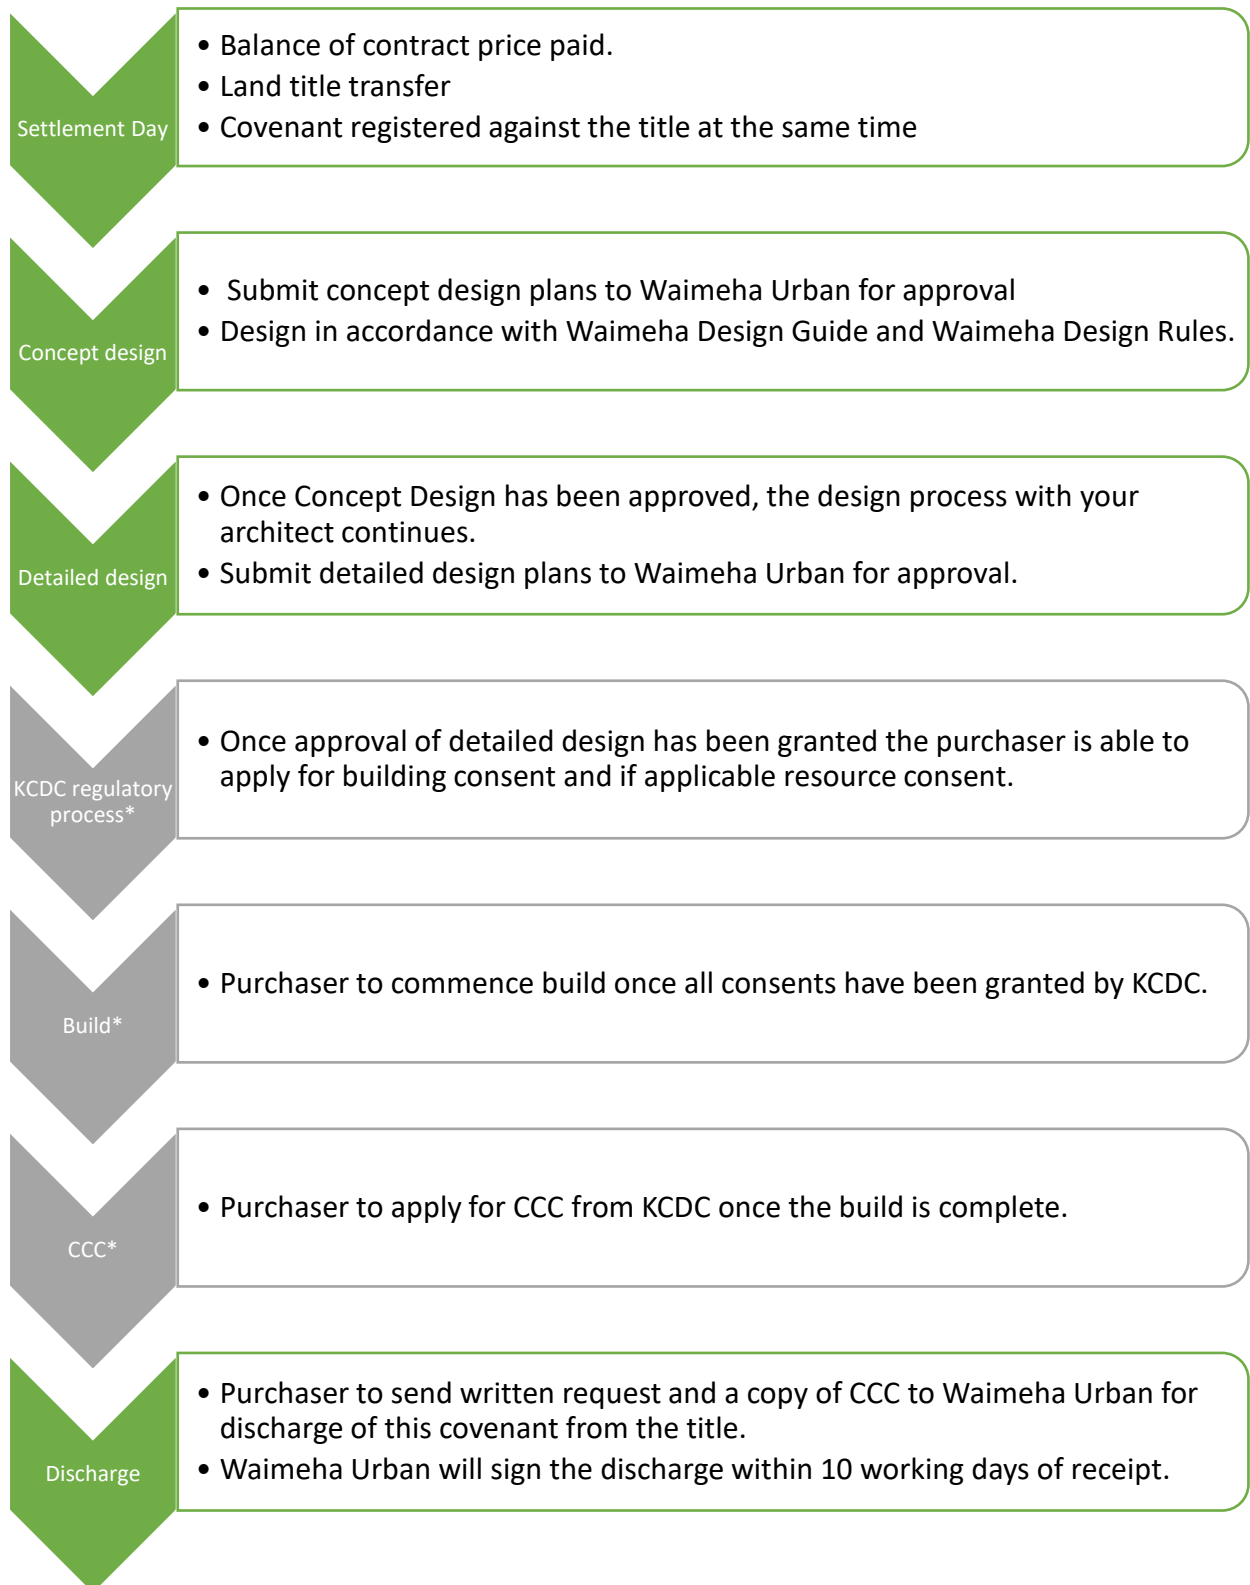 Settlement Day
• Balance of contract price paid.
• Land title transfer
• Covenant registered against the title at the same time
Concept design
• Submit concept design plans to Waimeha Urban for approval
• Design in accordance with Waimeha Design Guide and Waimeha Design Rules.
Detailed design
• Once Concept Design has been approved, the design process with your
architect continues.
• Submit detailed design plans to Waimeha Urban for approval.
KCDC regulatory
process*
• Once approval of detailed design has been granted the purchaser is able to
apply for building consent and if applicable resource consent.
Build*
• Purchaser to commence build once all consents have been granted by KCDC.
CCC*
• Purchaser to apply for CCC from KCDC once the build is complete.
Discharge
• Purchaser to send written request and a copy of CCC to Waimeha Urban for
discharge of this covenant from the title.
• Waimeha Urban will sign the discharge within 10 working days of receipt.